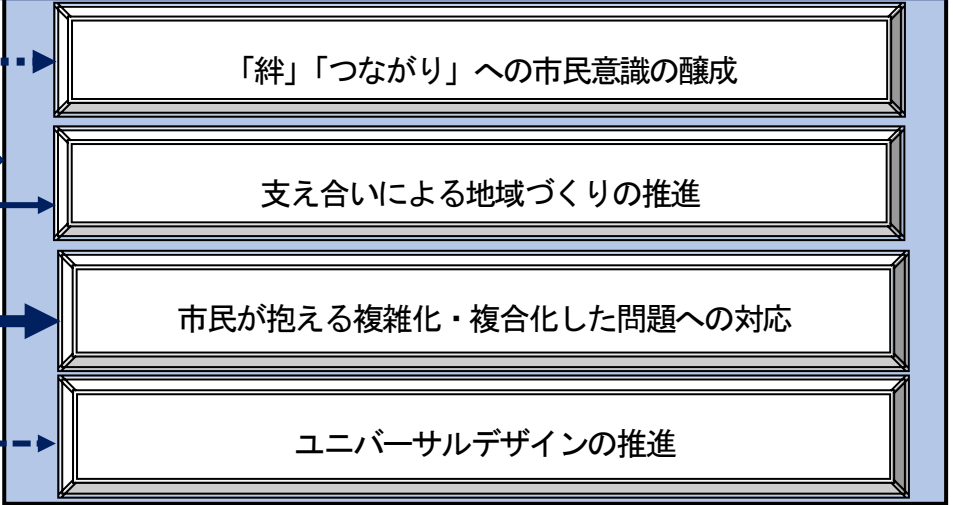 「絆」「つながり」への市民意識の醸成
支え合いによる地域づくりの推進
市民が抱える複雑化・複合化した問題への対応
ユニバーサルデザインの推進